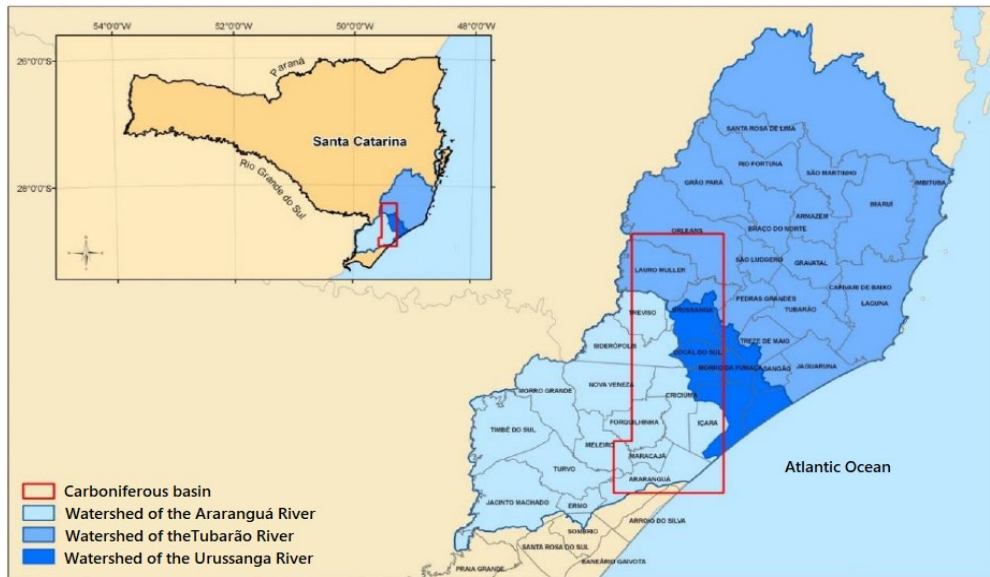 54°0'0"O
52°0'0"O
50°0'0"O
48°0'0"O
26°0'0"S
28°0'0"S
Paraná
Santa Catarina
Rio Grande do Sul
SANTA ROSA DE LIMA
RIO FORTUNA
SÃO MARTINHO
IMBITUBA
GRÃO PARÁ
IMARUÍ
ARMAZÉM
ORLEANS
BRAÇO DO NORTE
SÃO LUDGERO
GRAVATAL
LAURO MULLER
CAPIVARI DE BAIXO
PEDRAS GRANDES
LAGUNA
TUBARÃO
TREVISO
URUSSANGA
TREZE DE MAIO
SIDERÓPOLIS
COCAL DO SUL
MORRO DA FUMAÇA
SANGÃO
JAGUARUNA
MORRO GRANDE
NOVA VENEZA
CRICIÚMA
IÇARA
TIMBÉ DO SUL
FORQUILHINHA
MELEIRO
MARACAJÁ
TURVO
ARARANGUÁ
JACINTO MACHADO
ERMO
ARROIO DO SILVA
SOMBRIO
SANTA ROSA DO SUL
BANEÁRIO GAIVOTA
PRAIA GRANDE
Atlantic Ocean
Carboniferous basin
Watershed of the Araranguá River
Watershed of theTubarão River
Watershed of the Urussanga River